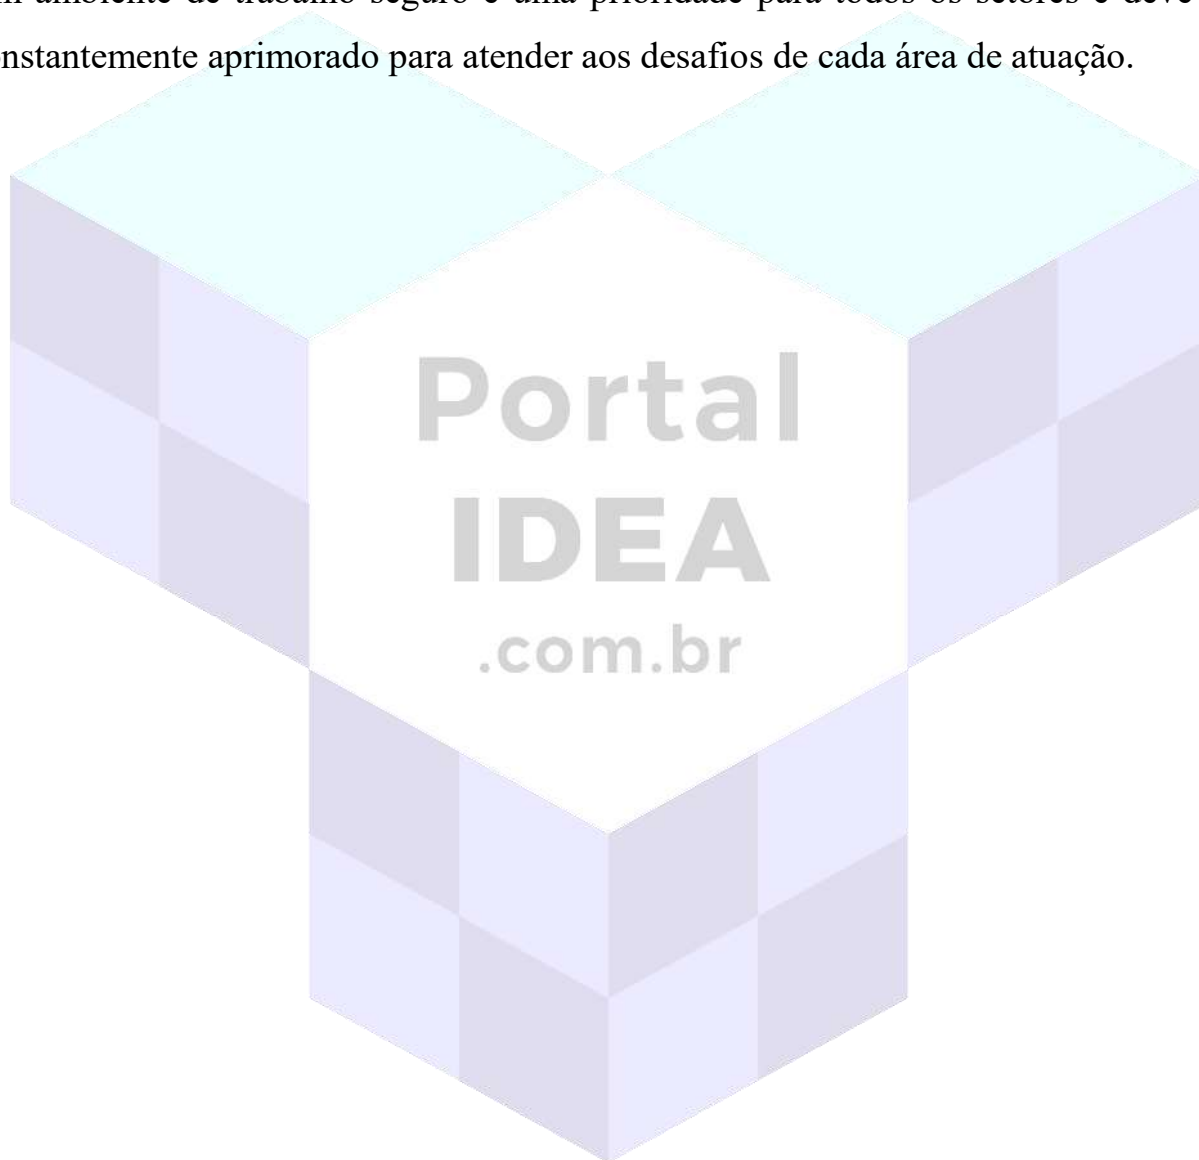 ambiente de trabalho seguro é uma prioridade para todos os setores e deve
aprimorado para atender aos desafios de cada área de atuação.
Portal
IDEA
.com.br